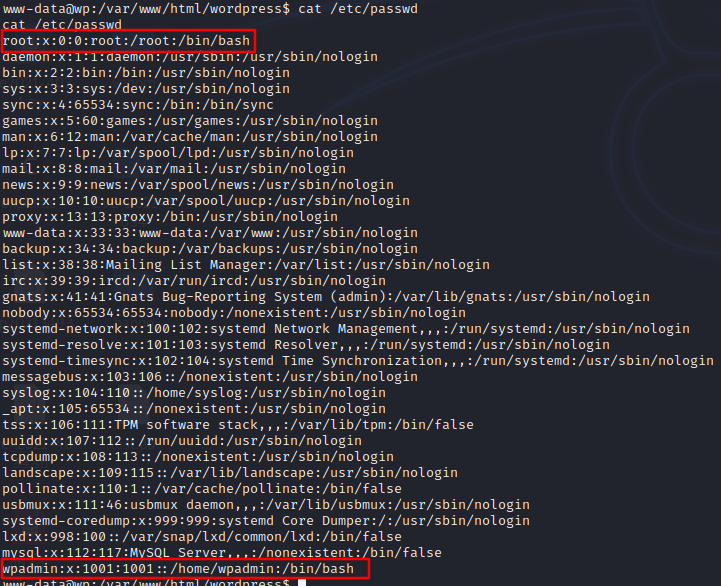 www-data@wp:/var/www/html/wordpress$ cat /etc/passwd
cat /etc/passwd
root:x:0:0:root:/root:/bin/bash
daemon:x:1:1:daemon:/usr/sbin:/usr/sbin/nologin
bin:x:2:2:bin:/bin:/usr/sbin/nologin
sys:x:3:3:sys:/dev:/usr/sbin/nologin
sync:x:4:65534:sync:/bin:/bin/sync
games:x:5:60:games:/usr/games:/usr/sbin/nologin
man:x:6:12:man:/var/cache/man:/usr/sbin/nologin
lp:x:7:7:lp:/var/spool/lpd:/usr/sbin/nologin
mail:x:8:8:mail:/var/mail:/usr/sbin/nologin
news:x:9:9:news:/var/spool/news:/usr/sbin/nologin
uucp:x:10:10:uucp:/var/spool/uucp:/usr/sbin/nologin
proxy:x:13:13:proxy:/bin:/usr/sbin/nologin
www-data:x:33:33:www-data:/var/www:/usr/sbin/nologin
backup:x:34:34:backup:/var/backups:/usr/sbin/nologin
list:x:38:38:Mailing List Manager:/var/list:/usr/sbin/nologin
irc:x:39:39:ircd:/var/run/ircd:/usr/sbin/nologin
gnats:x:41:41:Gnats Bug-Reporting System (admin):/var/lib/gnats:/usr/sbin/nologin
nobody:x:65534:65534:nobody:/nonexistent:/usr/sbin/nologin
systemd-network:x:100:102:systemd Network Management,,,:/run/systemd:/usr/sbin/nologin
systemd-resolve:x:101:103:systemd Resolver,,,:/run/systemd:/usr/sbin/nologin
systemd-timesync:x:102:104:systemd Time Synchronization,,,:/run/systemd:/usr/sbin/nologin
messagebus:x:103:106::/nonexistent:/usr/sbin/nologin
syslog:x:104:110::/home/syslog:/usr/sbin/nologin
_apt:x:105:65534::/nonexistent:/usr/sbin/nologin
tss:x:106:111:TPM software stack,,,:/var/lib/tpm:/bin/false
uuidd:x:107:112::/run/uuidd:/usr/sbin/nologin
tcpdump:x:108:113::/nonexistent:/usr/sbin/nologin
landscape:x:109:115::/var/lib/landscape:/usr/sbin/nologin
pollinate:x:110:1::/var/cache/pollinate:/bin/false
usbmux:x:111:46:usbmux daemon,,,:/var/lib/usbmux:/usr/sbin/nologin
systemd-coredump:x:999:999:systemd Core Dumper:/:/usr/sbin/nologin
lxd:x:998:100::/var/snap/lxd/common/lxd:/bin/false
mysql:x:112:117:MySQL Server,,,:/nonexistent:/bin/false
wpadmin:x:1001:1001::/home/wpadmin:/bin/bash
www-data@wp:/var/www/html/wordpress$